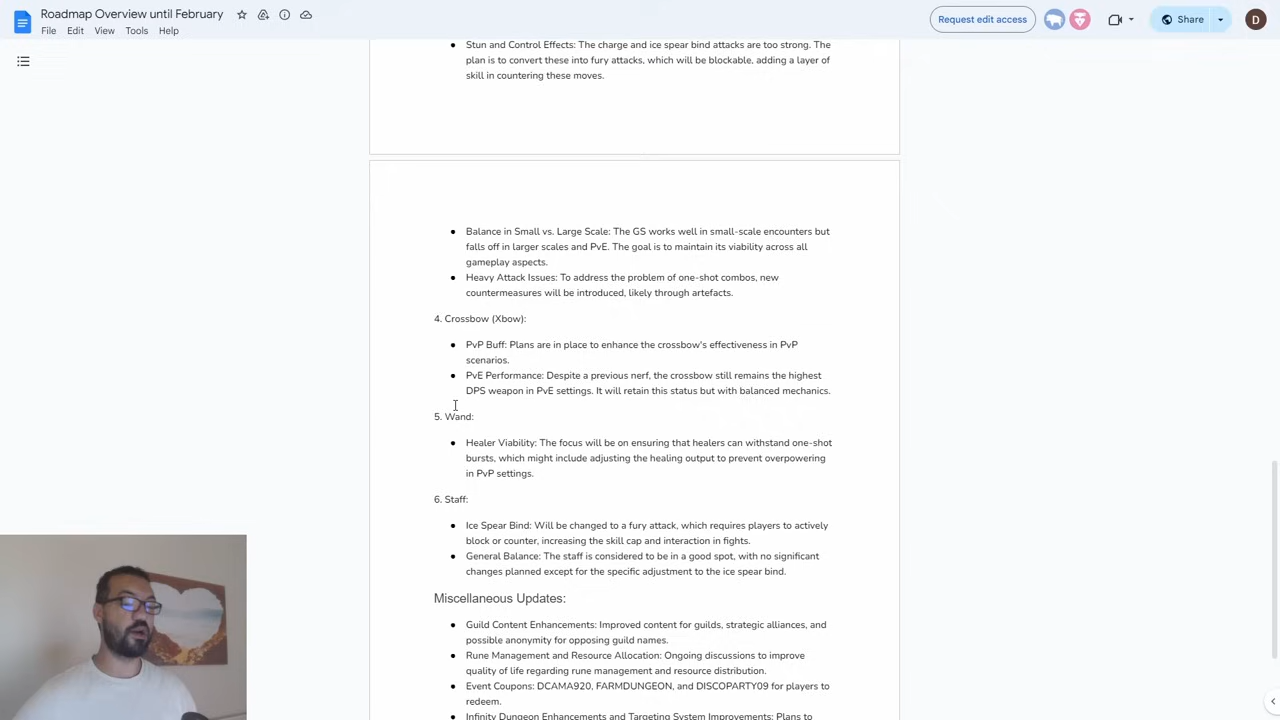 Roadmap Overview until February
File Edit View Tools Help
Request edit access
Share
D
Stun and Control Effects: The charge and ice spear bind attacks are too strong. The
plan is to convert these into fury attacks, which will be blockable, adding a layer of
skill in countering these moves.
Balance in Small vs. Large Scale: The GS works well in small-scale encounters but
falls off in larger scales and PvE. The goal is to maintain its viability across all
gameplay aspects.
Heavy Attack Issues: To address the problem of one-shot combos, new
countermeasures will be introduced, likely through artefacts.
4. Crossbow (Xbow):
PvP Buff: Plans are in place to enhance the crossbow's effectiveness in PvP
scenarios.
PvE Performance: Despite a previous nerf, the crossbow still remains the highest
DPS weapon in PvE settings. It will retain this status but with balanced mechanics.
5. Wand:
Healer Viability: The focus will be on ensuring that healers can withstand one-shot
bursts, which might include adjusting the healing output to prevent overpowering
in PvP settings.
6. Staff:
Ice Spear Bind: Will be changed to a fury attack, which requires players to actively
block or counter, increasing the skill cap and interaction in fights.
General Balance: The staff is considered to be in a good spot, with no significant
changes planned except for the specific adjustment to the ice spear bind.
Miscellaneous Updates:
Guild Content Enhancements: Improved content for guilds, strategic alliances, and
possible anonymity for opposing guild names.
Rune Management and Resource Allocation: Ongoing discussions to improve
quality of life regarding rune management and resource distribution.
Event Coupons: DCAMA920, FARMDUNGEON, and DISCOPARTY09 for players to
redeem.
Infinity Dungeon Enhancements and Targeting System Improvements: Plans to